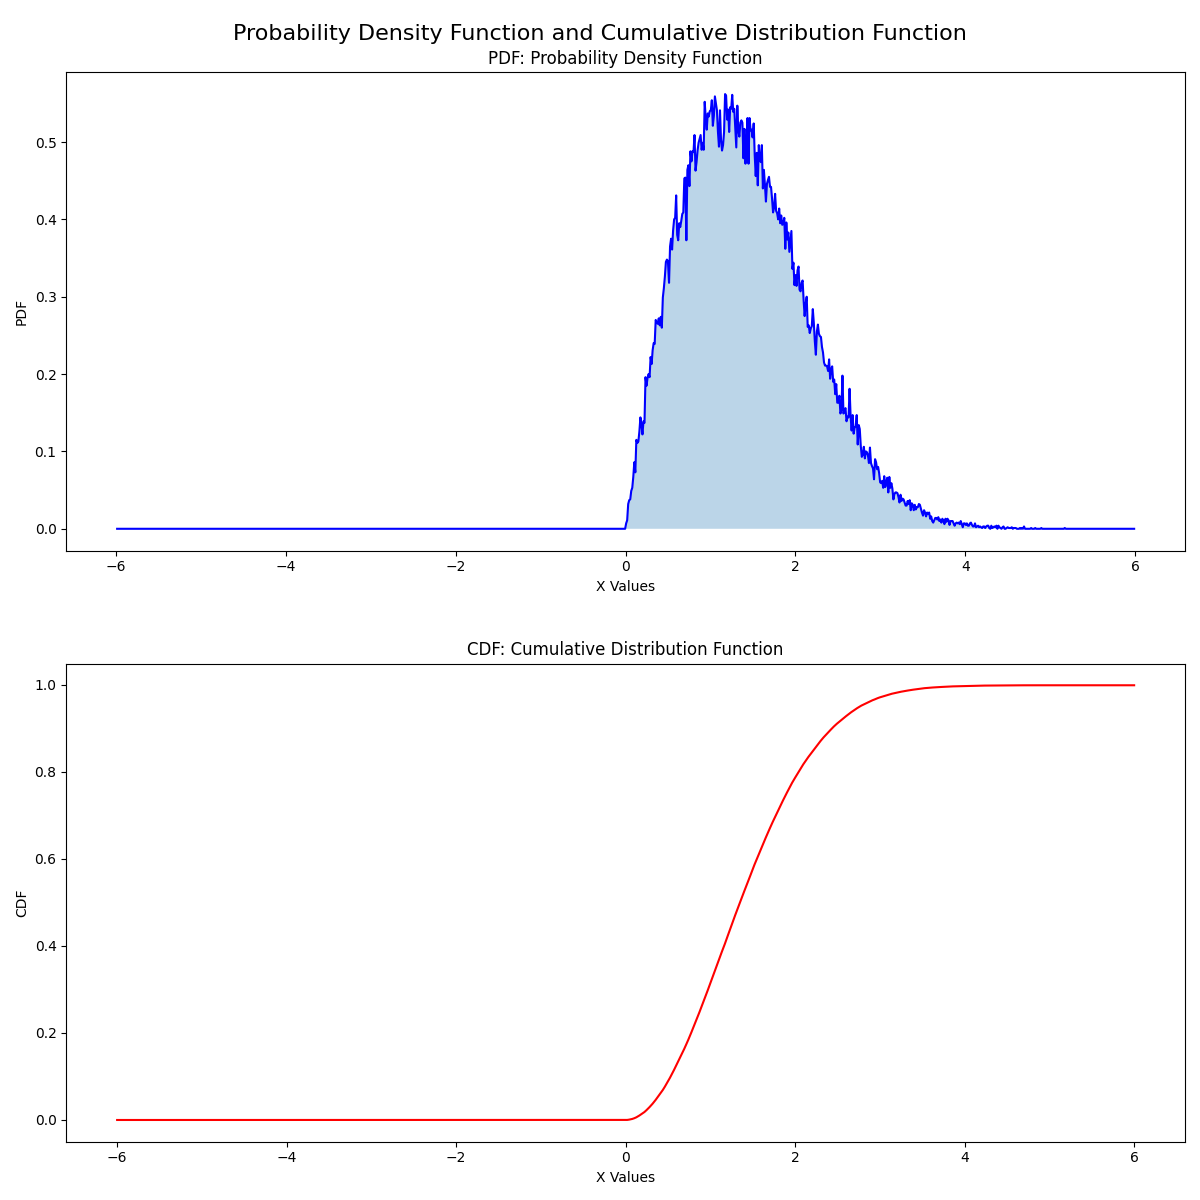 Probability Density Function and Cumulative Distribution Function
PDF: Probability Density Function
0.5
0.4
0.3
0.2
0.1
0.0
PDF
−6 −4 −2 0 2 4 6
X Values
CDF: Cumulative Distribution Function
1.0
0.8
0.6
0.4
0.2
0.0
CDF
−6 −4 −2 0 2 4 6
X Values